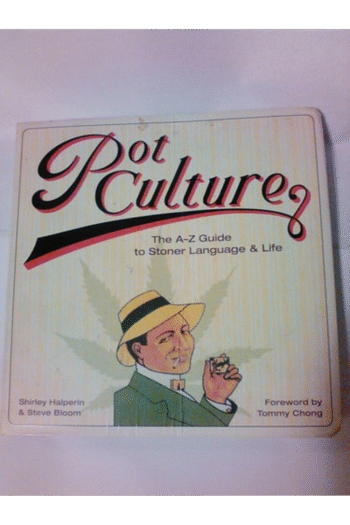 Pot
Culture
The A-Z Guide
to Stoner Language & Life
Shirley Halperin
& Steve Bloom
Foreword by
Tommy Chong